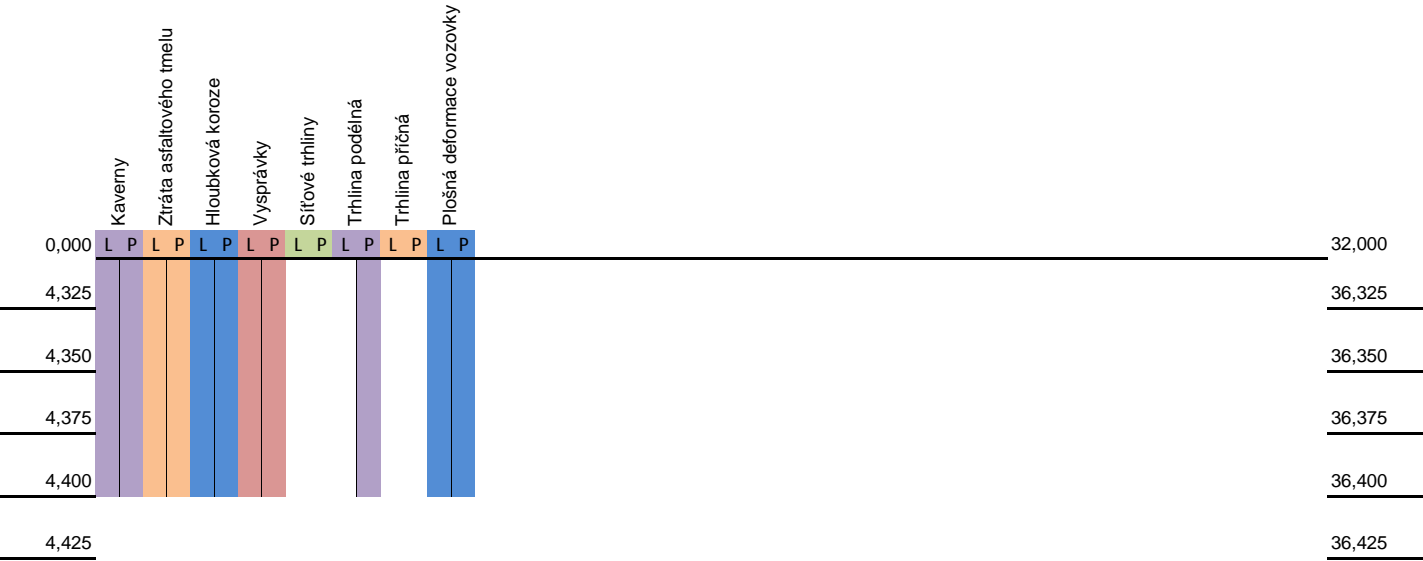 Kaverny
Ztráta asfaltového tmelu
Hloubková koroze
Vysprávky
Síťové trhliny
Trhlina podélná
Trhlina příčná
Plošná deformace vozovky
0,000 L P L P L P L P L P L P L P L P 32,000
4,325 36,325
4,350 36,350
4,375 36,375
4,400 36,400
4,425 36,425